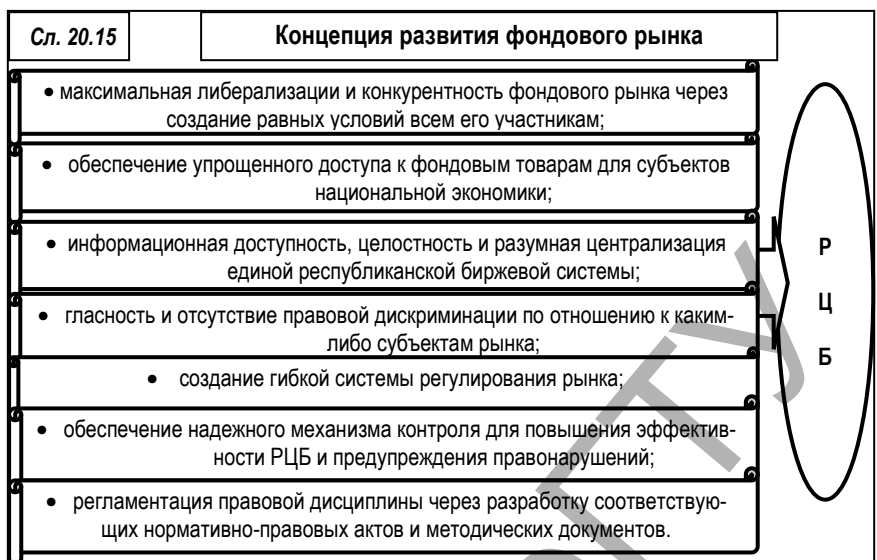 Сл. 20.15
Концепция развития фондового рынка
• максимальная либерализации и конкурентность фондового рынка через
создание равных условий всем его участникам;
• обеспечение упрощенного доступа к фондовым товарам для субъектов
национальной экономики;
• информационная доступность, целостность и разумная централизация
единой республиканской биржевой системы;
• гласность и отсутствие правовой дискриминации по отношению к каким-
либо субъектам рынка;
• создание гибкой системы регулирования рынка;
• обеспечение надежного механизма контроля для повышения эффектив-
ности РЦБ и предупреждения правонарушений;
• регламентация правовой дисциплины через разработку соответствую-
щих нормативно-правовых актов и методических документов.
Р
Ц
Б
ГТУ